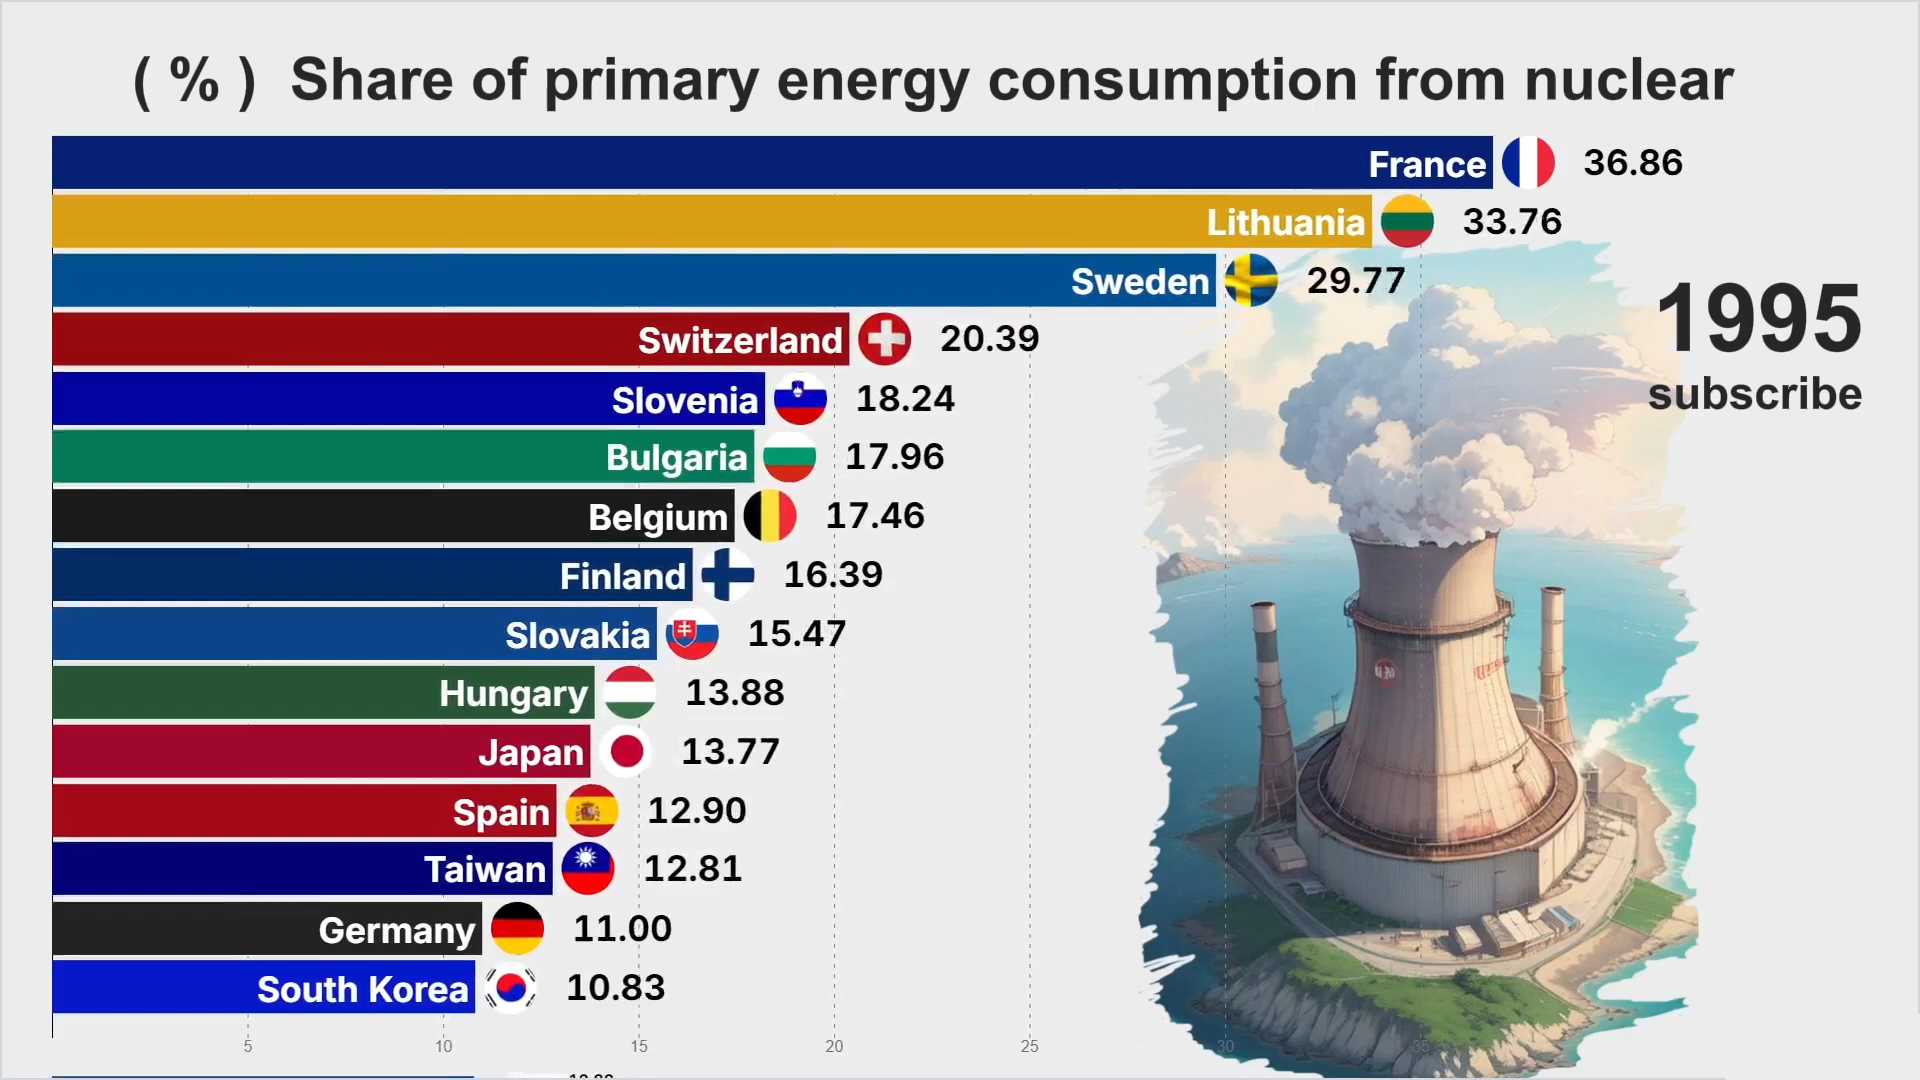 ( % ) Share of primary energy consumption from nuclear
France 36.86
Lithuania 33.76
Sweden 29.77
1995
subscribe
Switzerland 20.39
Slovenia 18.24
Bulgaria 17.96
Belgium 17.46
Finland 16.39
Slovakia 15.47
Hungary 13.88
Japan 13.77
Spain 12.90
Taiwan 12.81
Germany 11.00
South Korea 10.83
5 10 15 20 25 30 35